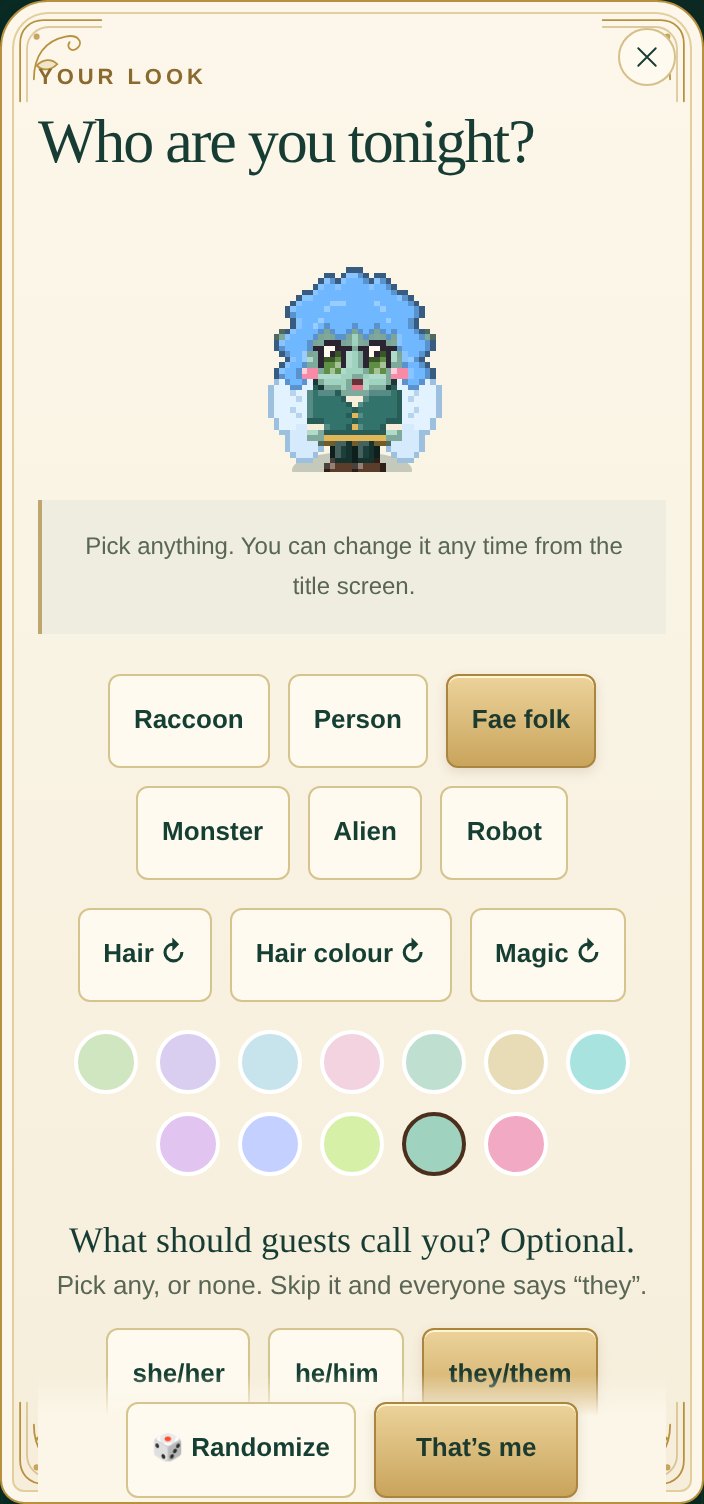 YOUR LOOK
Who are you tonight?
Pick anything. You can change it any time from the
title screen.
Raccoon
Person
Fae folk
Monster
Alien
Robot
Hair ↻
Hair colour ↻
Magic ↻
What should guests call you? Optional.
Pick any, or none. Skip it and everyone says “they”.
she/her
he/him
they/them
🎲 Randomize
That’s me